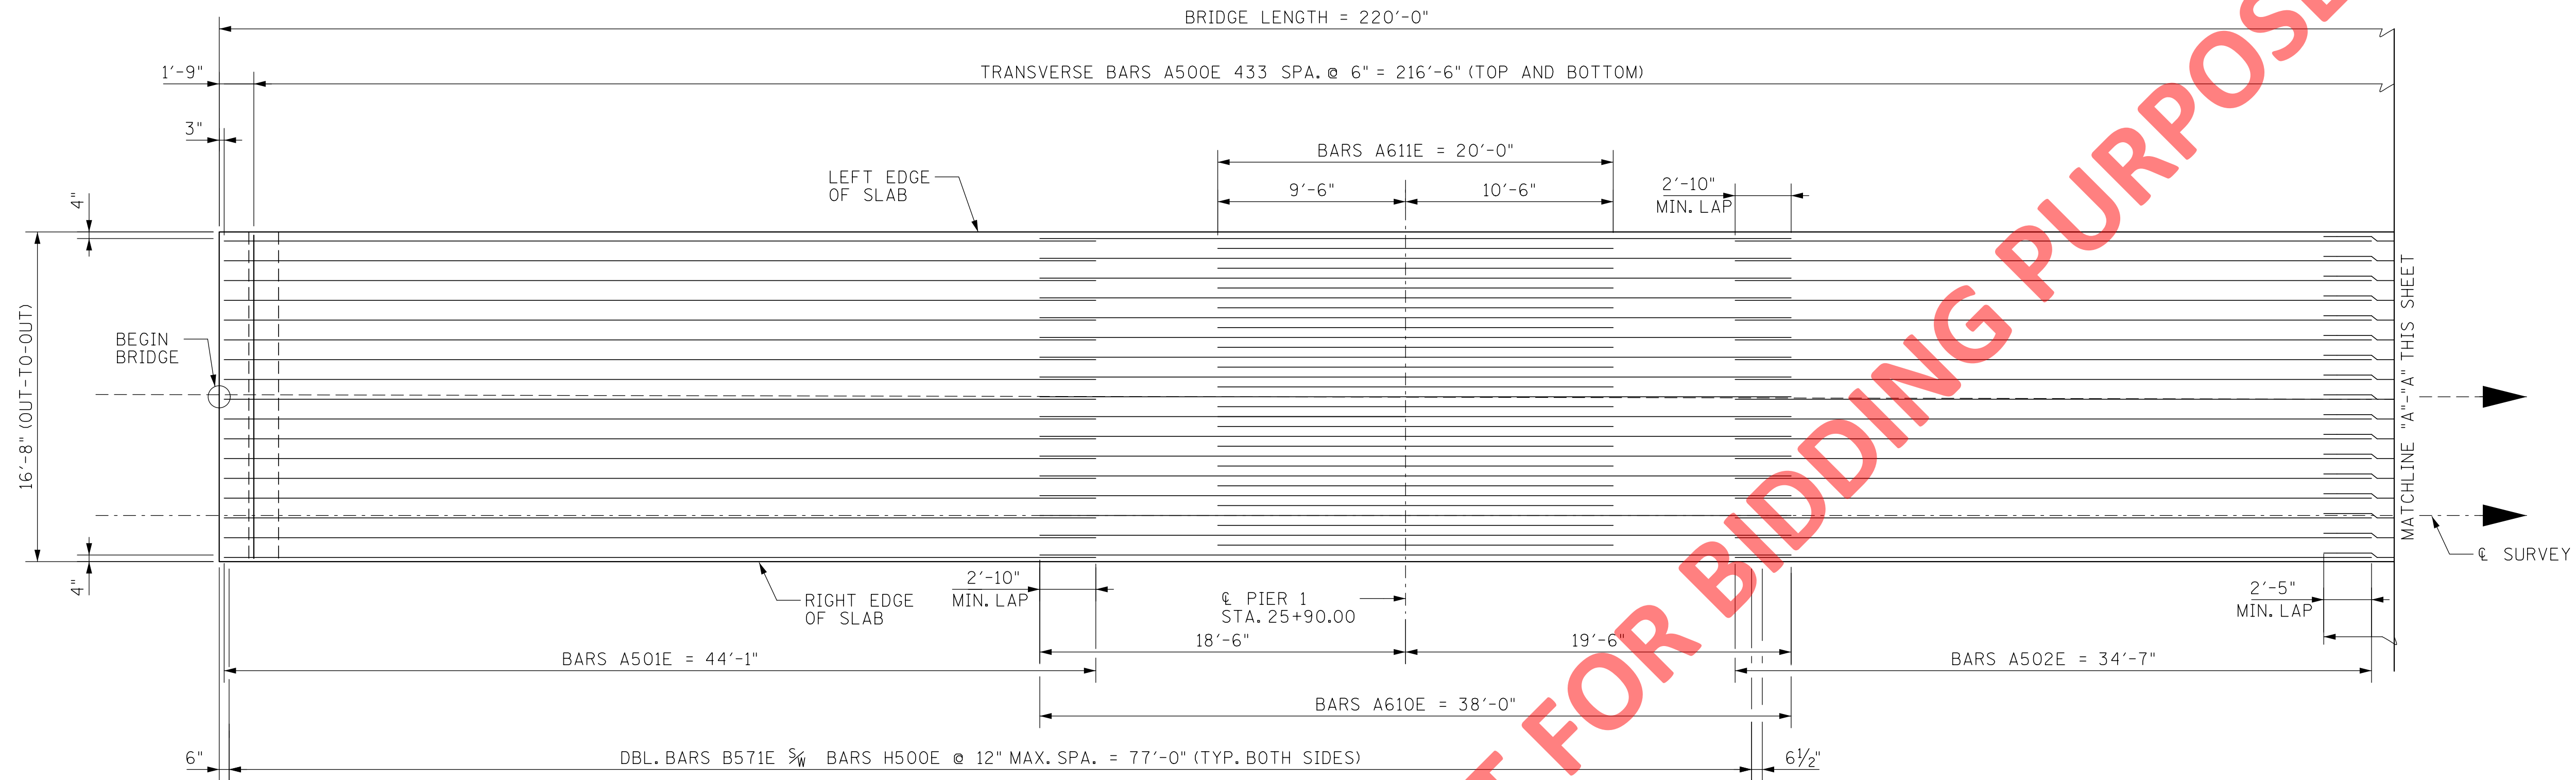 BRIDGE LENGTH = 220'-0"
1'-9"
TRANSVERSE BARS A500E 433 SPA. @ 6" = 216'-6" (TOP AND BOTTOM)
3"
BARS A611E = 20'-0"
4"
LEFT EDGE
OF SLAB
9'-6"
10'-6"
2'-10"
MIN. LAP
16'-8" (OUT-TO-OUT)
BEGIN
BRIDGE
MATCHLINE "A"-"A" THIS SHEET
℄ SURVEY
4"
RIGHT EDGE
OF SLAB
2'-10"
MIN. LAP
℄ PIER 1
STA. 25+90.00
2'-5"
MIN. LAP
18'-6"
19'-6"
BARS A501E = 44'-1"
BARS A502E = 34'-7"
BARS A610E = 38'-0"
6"
DBL. BARS B571E S/W BARS H500E @ 12" MAX. SPA. = 77'-0" (TYP. BOTH SIDES)
6½"
FOR BIDDING